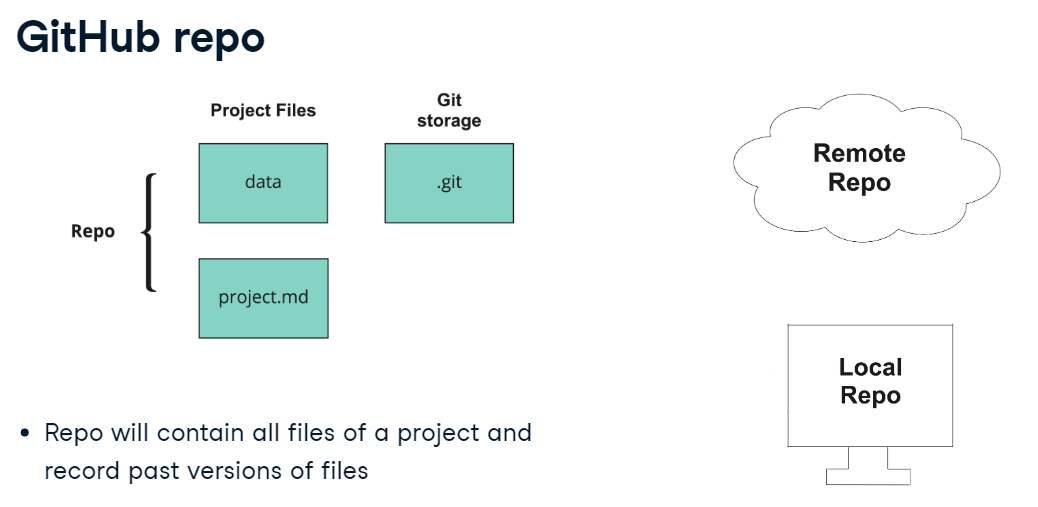 GitHub repo
Project Files
Git
storage
data
.git
Repo
project.md
Remote
Repo
Local
Repo
• Repo will contain all files of a project and
record past versions of files